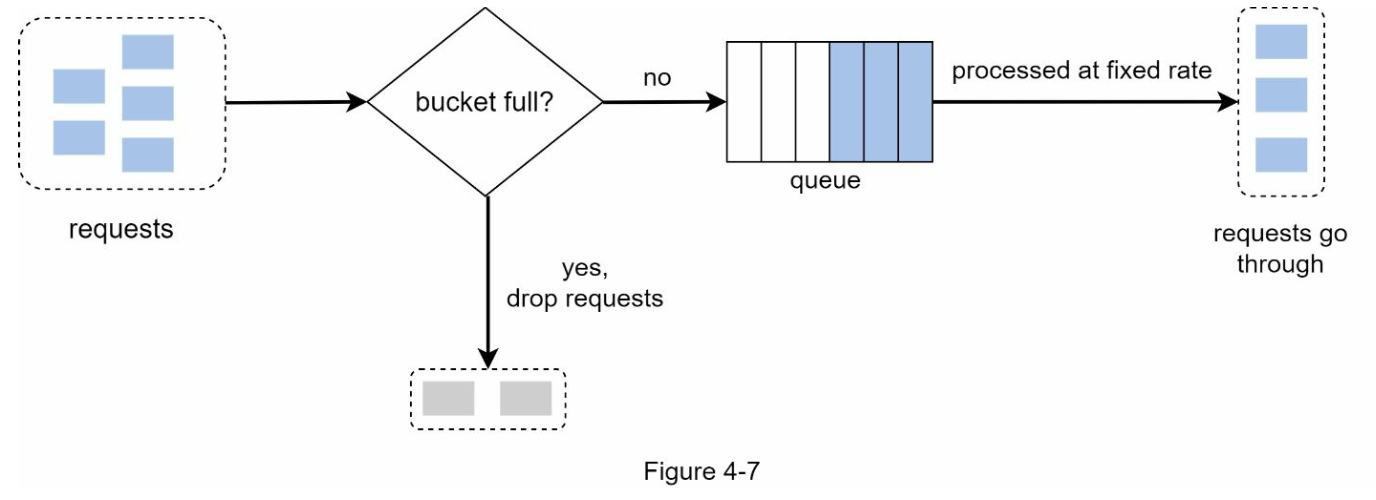 requests
bucket full?
no
yes,
drop requests
queue
processed at fixed rate
requests go
through
Figure 4-7